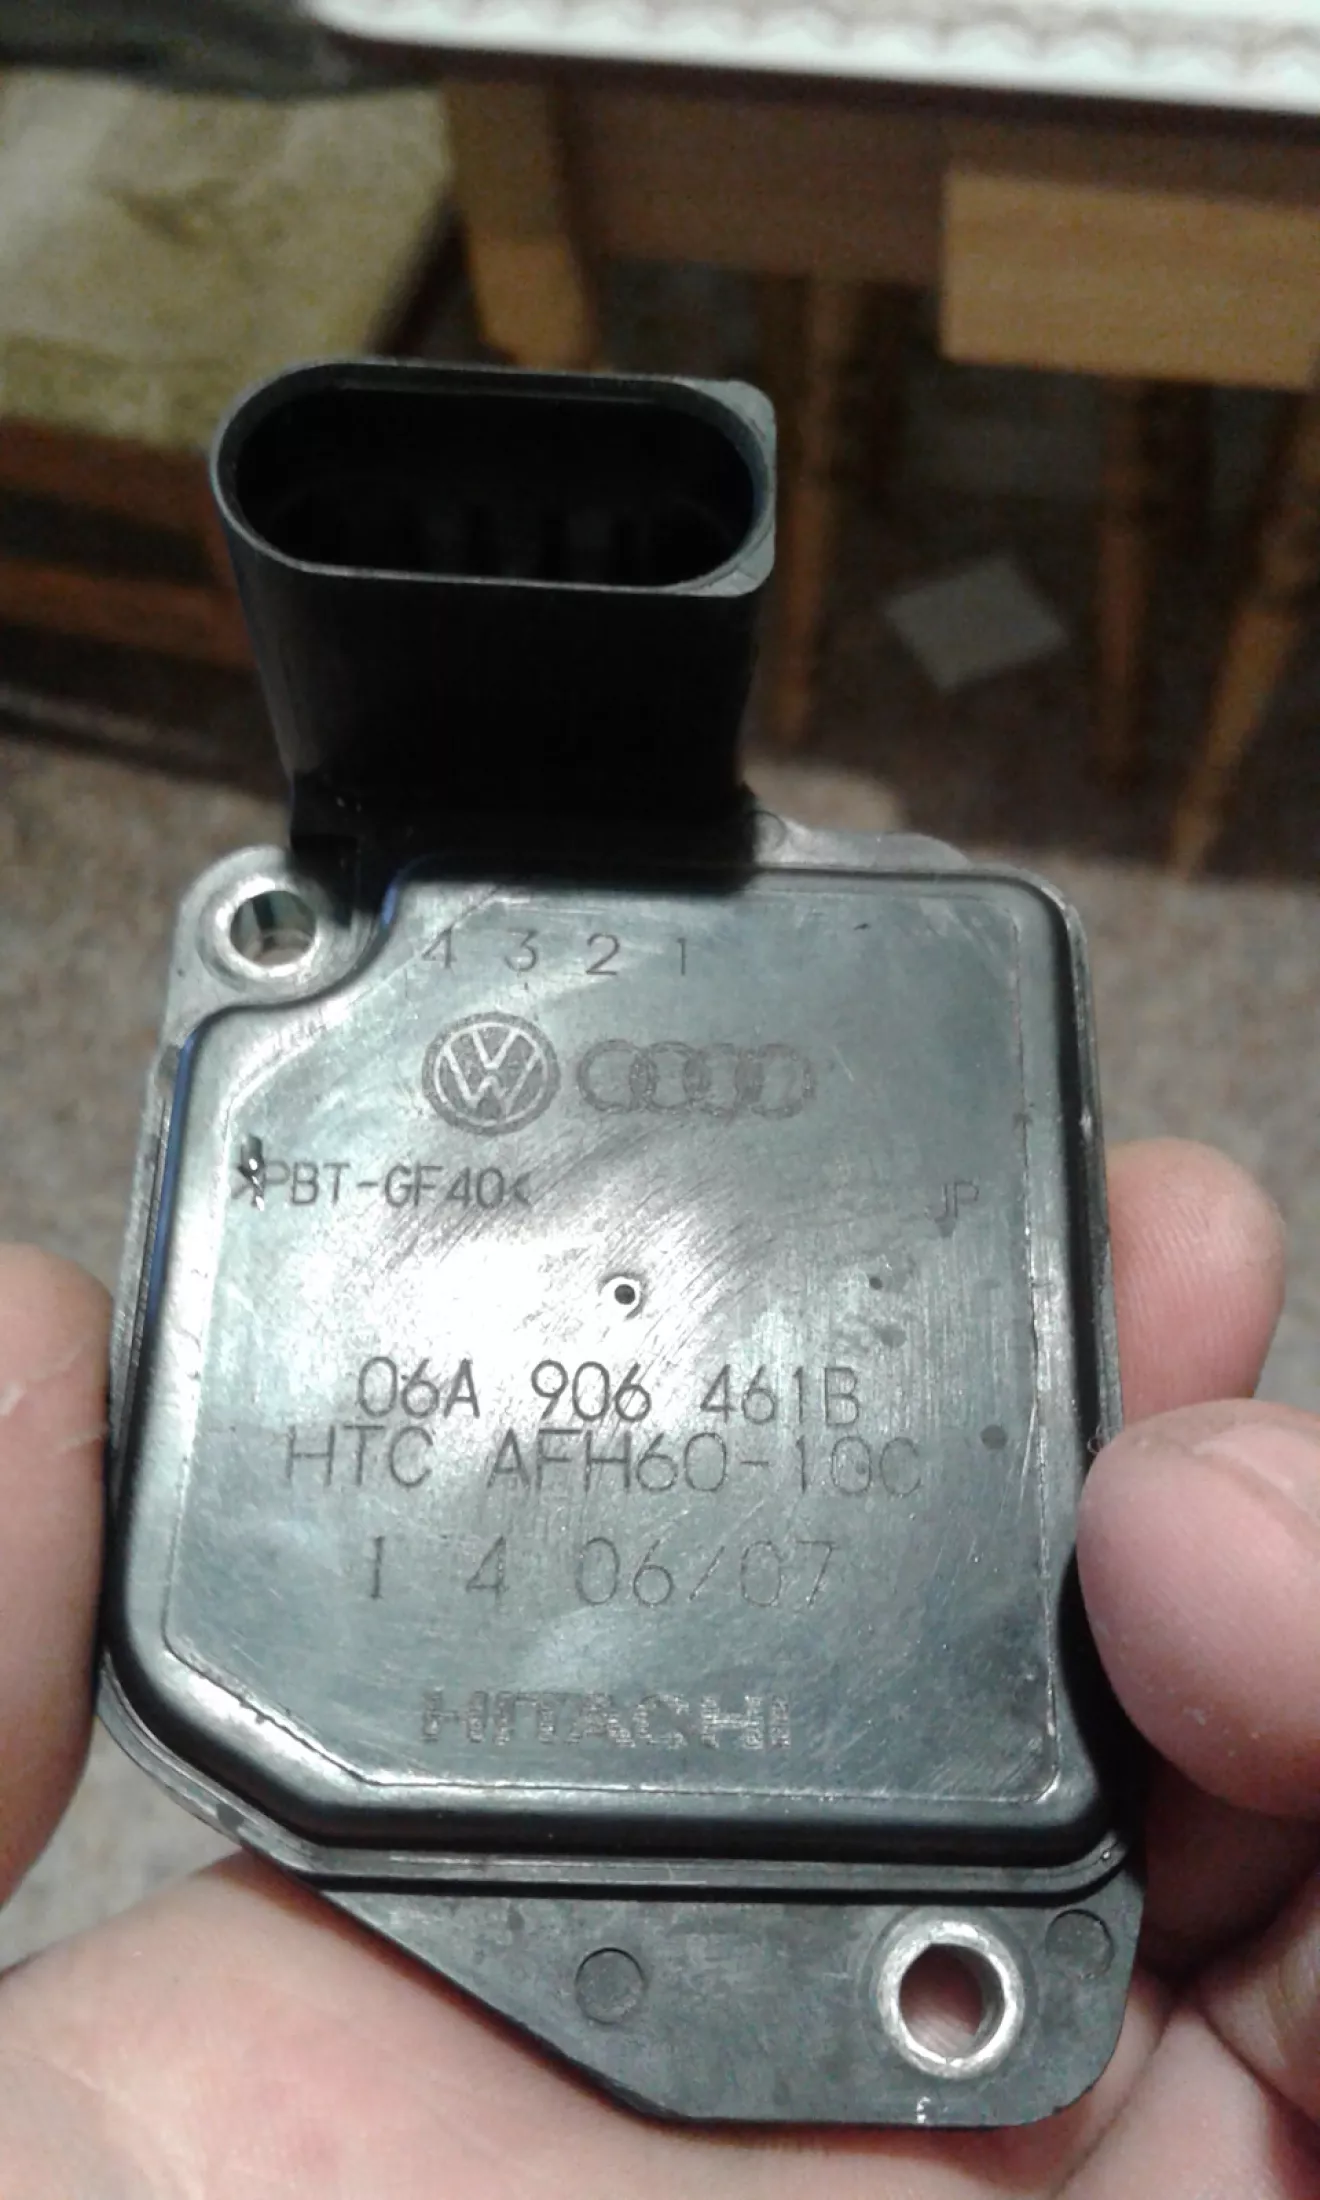 4 3 2 1
>PBT-GF40<
JP
06A 906 461B
HTC AFH60-10C
1 4 06/07
HITACHI